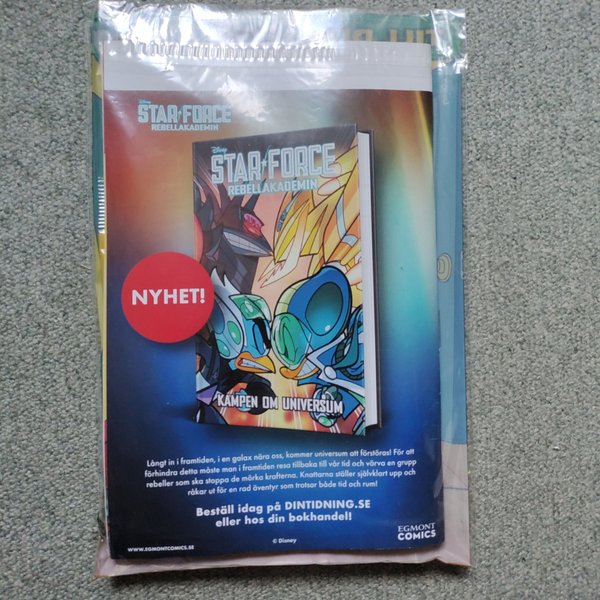 Disney
STAR FORCE
REBELLAKADEMIN
Disney
STAR FORCE
REBELLAKADEMIN
NYHET!
KAMPEN OM UNIVERSUM
Långt in i framtiden, i en galax nära oss, kommer universum att förstöras! För att
förhindra detta måste man i framtiden resa tillbaka till vår tid och värva en grupp
rebeller som ska stoppa de mörka krafterna. Knattarna ställer självklart upp och
råkar ut för en rad äventyr som trotsar både tid och rum!
Beställ idag på DINTIDNING.SE
eller hos din bokhandel!
© Disney
WWW.EGMONTCOMICS.SE
EGMONT
COMICS